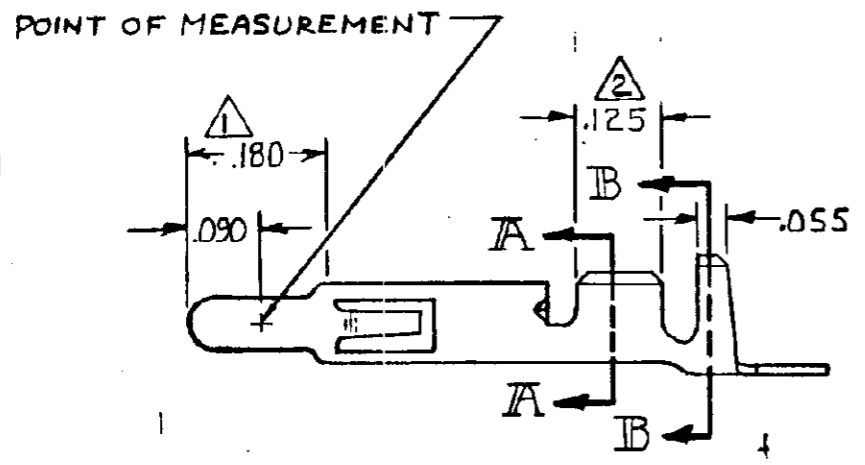 POINT OF MEASUREMENT
1
2
.125
.180
B
.090
A
.055
A
B